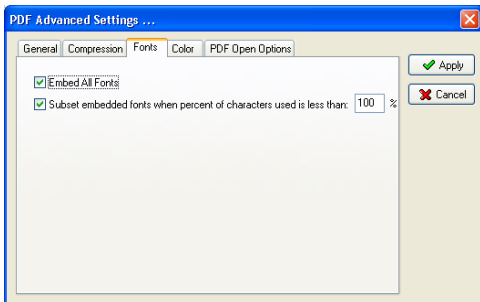 PDF Advanced Settings ...
General Compression Fonts Color PDF Open Options
Apply
Embed All Fonts
Subset embedded fonts when percent of characters used is less than: 100 %
Cancel